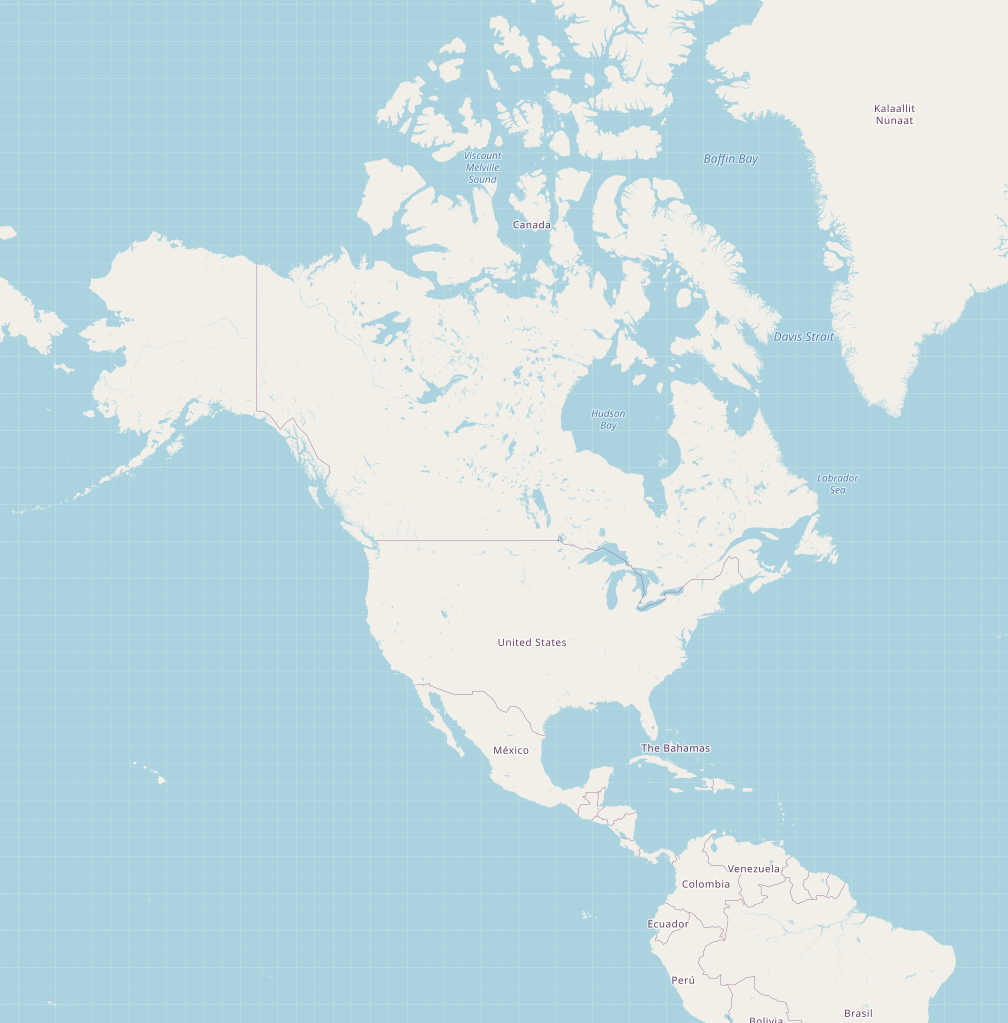 Kalaallit
Nunaat
Baffin Bay
Viscount
Melville
Sound
Canada
Davis Strait
Hudson
Bay
Labrador
Sea
United States
México
The Bahamas
Venezuela
Colombia
Ecuador
Perú
Brasil
Bolivia